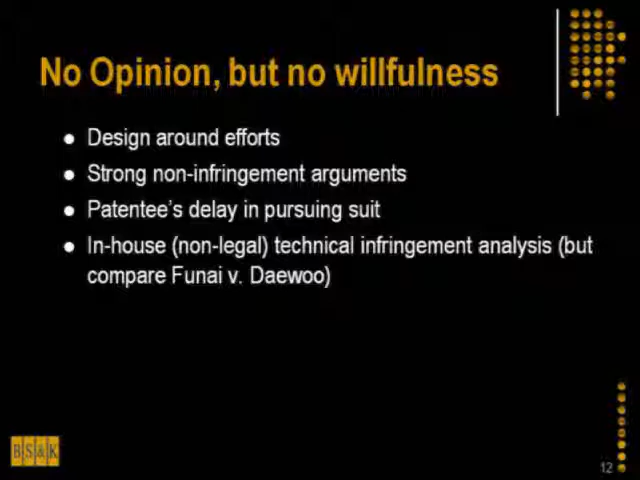 No Opinion, but no willfulness
● Design around efforts
● Strong non-infringement arguments
● Patentee's delay in pursuing suit
● In-house (non-legal) technical infringement analysis (but
compare Funai v. Daewoo)
BS&K
12